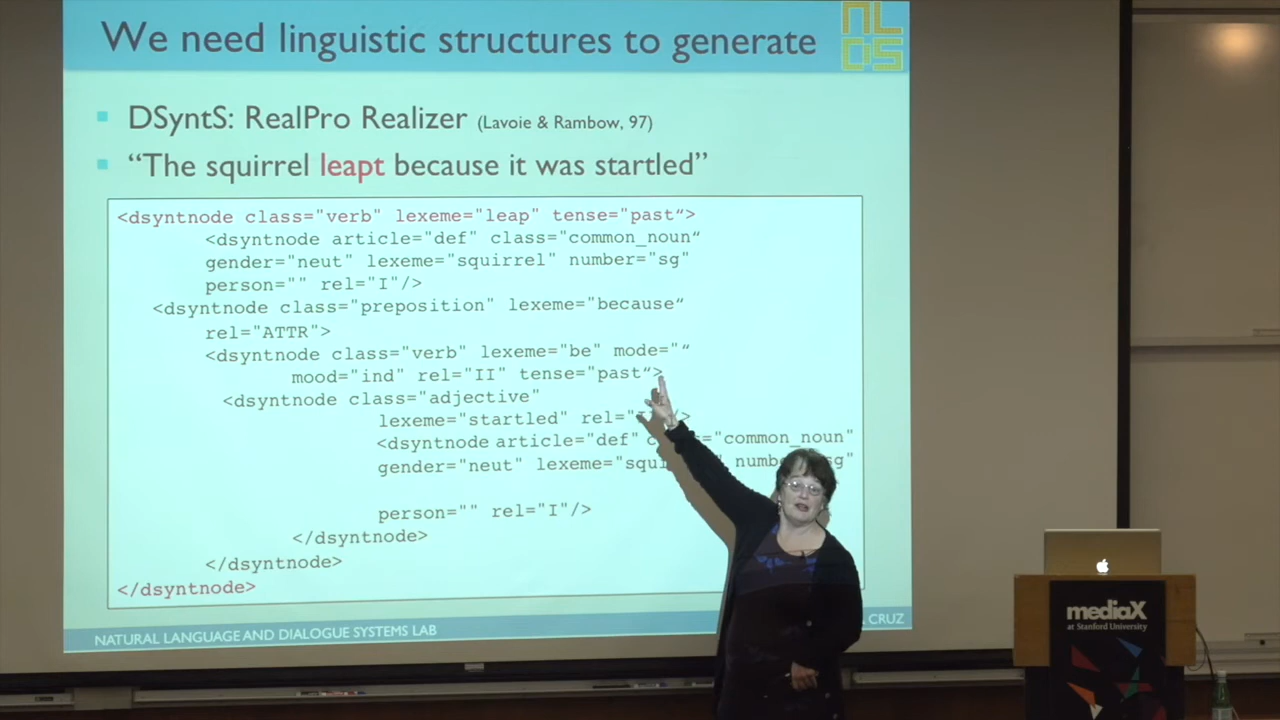 We need linguistic structures to generate
NL
DS
DSyntS: RealPro Realizer (Lavoie & Rambow, 97)
“The squirrel leapt because it was startled”
<dsyntnode class="verb" lexeme="leap" tense="past“>
<dsyntnode article="def" class="common_noun“
gender="neut" lexeme="squirrel" number="sg"
person="" rel="I"/>
<dsyntnode class="preposition" lexeme="because“
rel="ATTR">
<dsyntnode class="verb" lexeme="be" mode="“
mood="ind" rel="II" tense="past“>
<dsyntnode class="adjective"
lexeme="startled" />
<dsyntnode article="def" ="common_noun"
gender="neut" sg"
person="" rel="I"/>
</dsyntnode>
</dsyntnode>
</dsyntnode>
NATURAL LANGUAGE AND DIALOGUE SYSTEMS LAB CRUZ
mediaX
at Stanford University